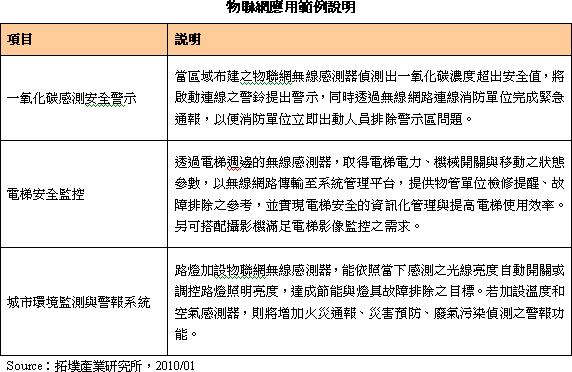 物聯網應用範例說明
項目
說明
一氧化碳感測安全警示
當區域布建之物聯網無線感測器偵測出一氧化碳濃度超出安全值，將
啟動連線之警鈴提出警示，同時透過無線網路連線消防單位完成緊急
通報，以便消防單位立即出動人員排除警示區問題。
電梯安全監控
透過電梯週邊的無線感測器，取得電梯電力、機械開關與移動之狀態
參數，以無線網路傳輸至系統管理平台，提供物管單位檢修提醒、故
障排除之參考，並實現電梯安全的資訊化管理與提高電梯使用效率。
另可搭配攝影機滿足電梯影像監控之需求。
城市環境監測與警報系統
路燈加設物聯網無線感測器，能依照當下感測之光線亮度自動開關或
調控路燈照明亮度，達成節能與燈具故障排除之目標。若加設溫度和
空氣感測器，則將增加火災通報、災害預防、廢氣污染偵測之警報功
能。
Source：拓墣產業研究所，2010/01